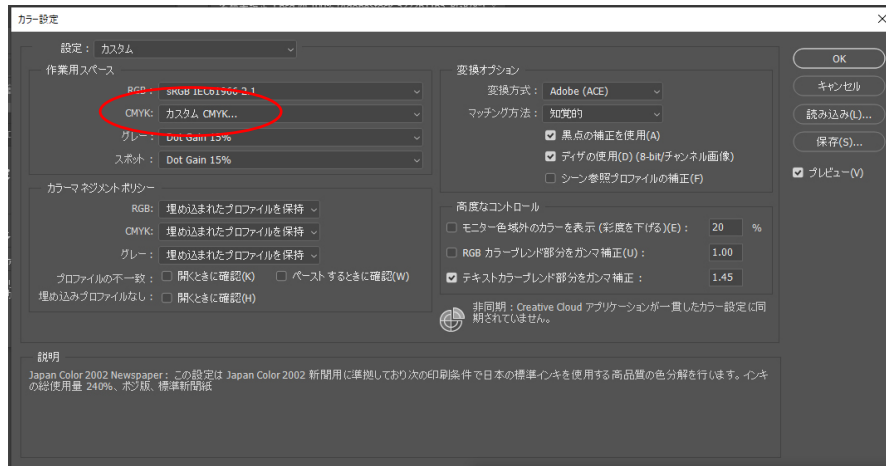 カラー設定
設定： カスタム
作業用スペース
RGB： sRGB IEC61966-2.1
CMYK: カスタム CMYK...
グレー： Dot Gain 15%
スポット： Dot Gain 15%
カラーマネジメントポリシー
RGB: 埋め込まれたプロファイルを保持
CMYK: 埋め込まれたプロファイルを保持
グレー： 埋め込まれたプロファイルを保持
プロファイルの不一致： 開くときに確認(K) ペーストするときに確認(W)
埋め込みプロファイルなし： 開くときに確認(H)
変換オプション
変換方式： Adobe (ACE)
マッチング方法： 知覚的
黒点の補正を使用(A)
ディザの使用(D) (8-bit/チャンネル画像)
シーン参照プロファイルの補正(F)
高度なコントロール
モニター色域外のカラーを表示 (彩度を下げる)(E)： 20 %
RGB カラーブレンド部分をガンマ補正(U)： 1.00
テキストカラーブレンド部分をガンマ補正： 1.45
非同期：Creative Cloud アプリケーションが一貫したカラー設定に同
期されていません。
OK
キャンセル
読み込み(L)...
保存(S)...
プレビュー(V)
説明
Japan Color 2002 Newspaper： この設定は Japan Color 2002 新聞用に準拠しており次の印刷条件で日本の標準インキを使用する高品質の色分解を行します。インキ
の総使用量 240%、ポジ版、標準新聞紙